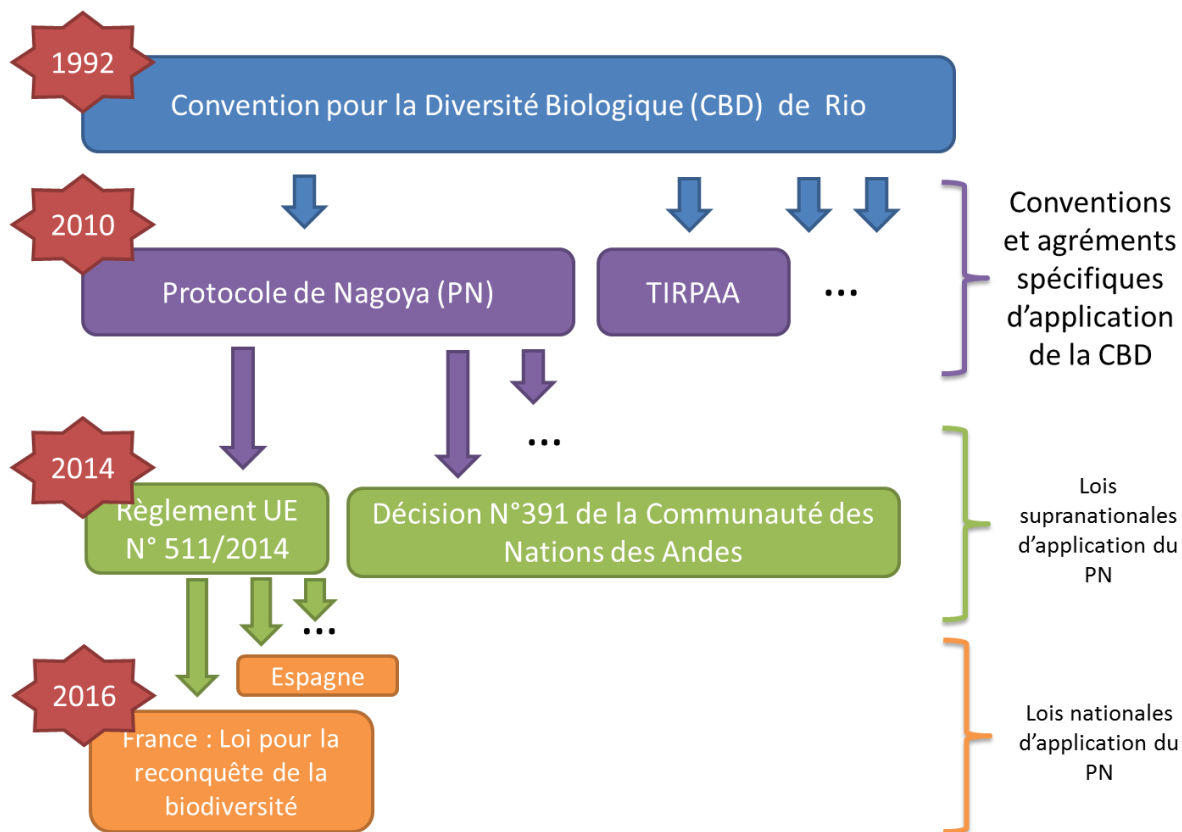 1992
Convention pour la Diversité Biologique (CBD) de Rio
2010
Protocole de Nagoya (PN)
TIRPAA
...
Conventions
et agréments
spécifiques
d'application
de la CBD
...
2014
Règlement UE
N° 511/2014
Décision N°391 de la Communauté des
Nations des Andes
Lois
supranationales
d'application du
PN
...
Espagne
2016
France : Loi pour la
reconquête de la
biodiversité
Lois nationales
d'application du
PN